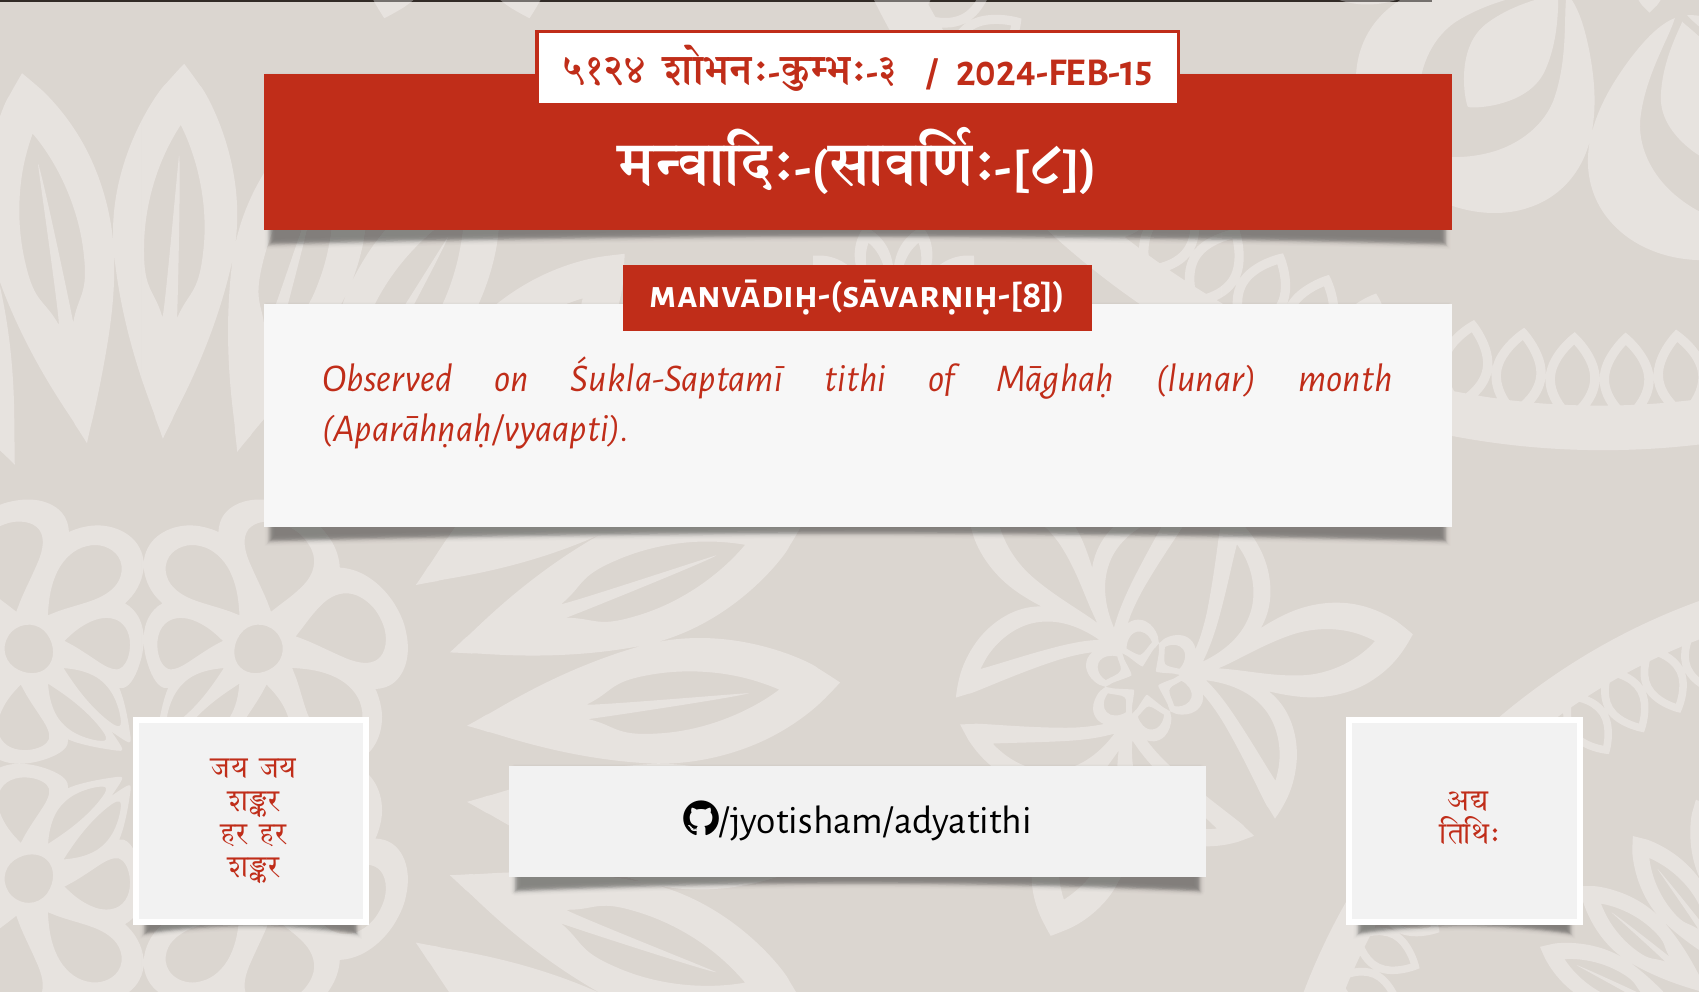 ५१२४ शोभनः-कुम्भः-३ / 2024-FEB-15
मन्वादिः-(सावर्णिः-[८])
MANVĀDIḤ-(SĀVARṆIḤ-[8])
Observed on Śukla-Saptamī tithi of Māghaḥ (lunar) month
(Aparāhṇaḥ/vyaapti).
जय जय
शङ्कर
हर हर
शङ्कर
/jyotisham/adyatithi
अद्य
तिथिः